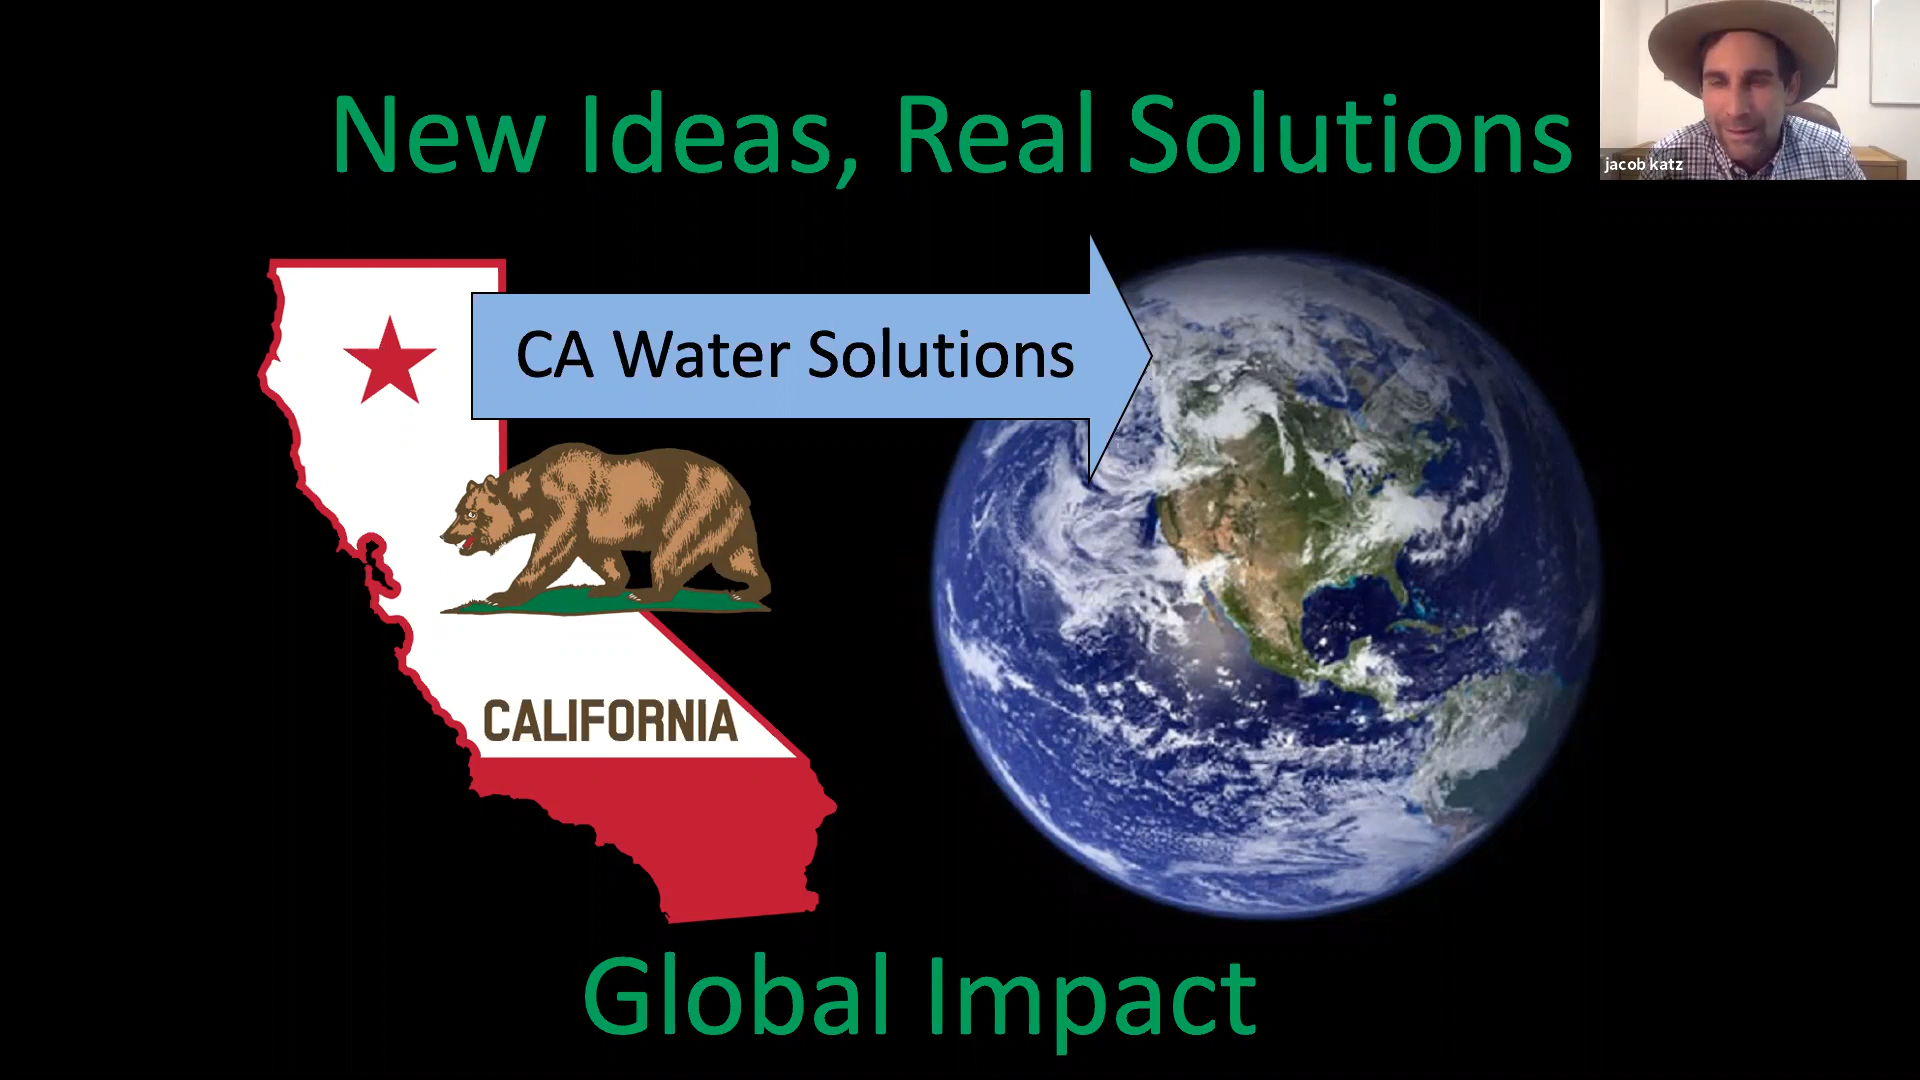 New Ideas, Real Solutions
jacob katz
CA Water Solutions
CALIFORNIA
Global Impact